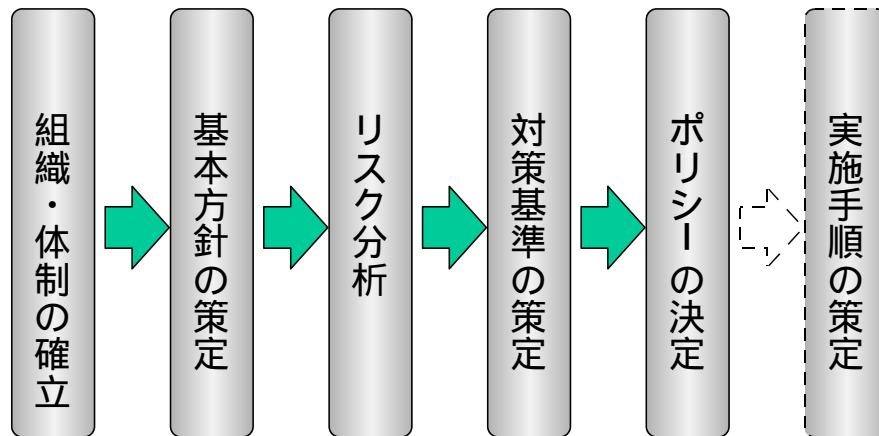 組織・体制の確立
基本方針の策定
リスク分析
対策基準の策定
ポリシーの決定
実施手順の策定